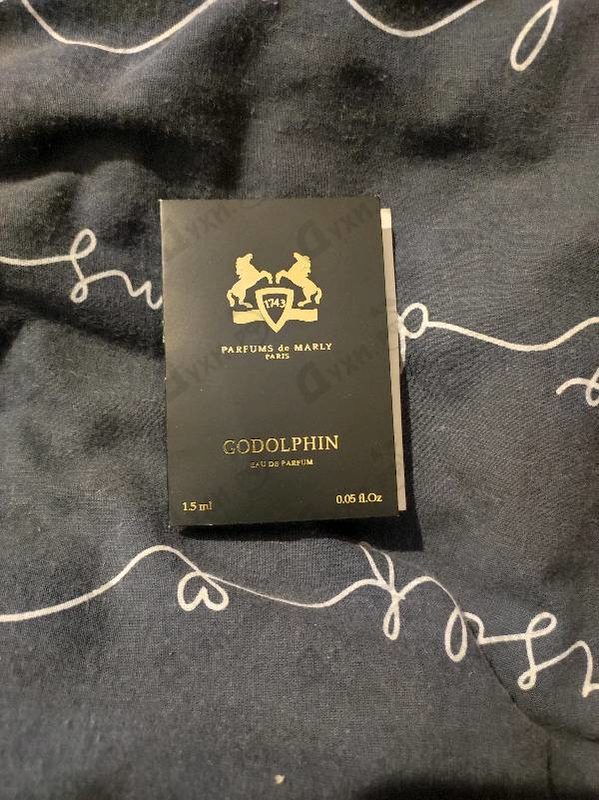 1743
PARFUMS de MARLY
PARIS
GODOLPHIN
EAU DE PARFUM
1.5 ml
0.05 fl.Oz